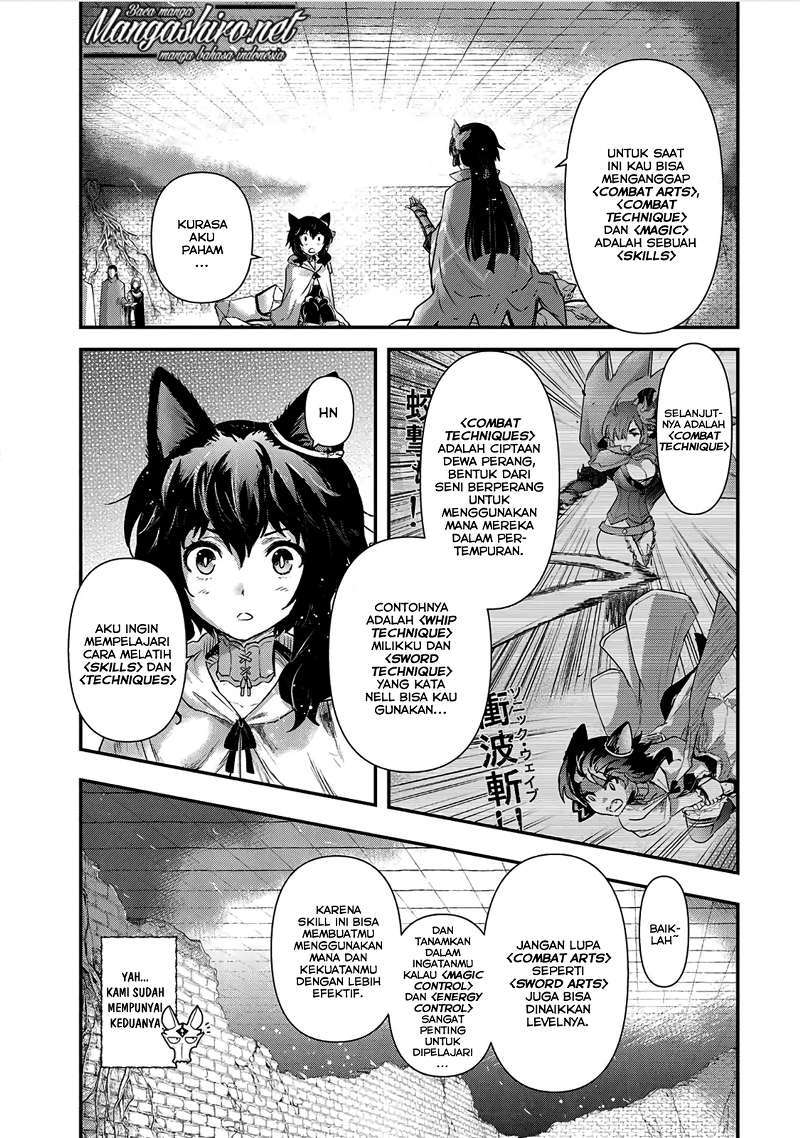 Baca manga
Mangashiro.net
manga bahasa indonesia
UNTUK SAAT
INI KAU BISA
MENGANGGAP
<COMBAT ARTS>,
<COMBAT
TECHNIQUE>
DAN <MAGIC>
ADALAH SEBUAH
<SKILLS>
KURASA
AKU
PAHAM
...
SELANJUT-
NYA ADALAH
<COMBAT
TECHNIQUE>
<COMBAT
TECHNIQUES>
ADALAH CIPTAAN
DEWA PERANG,
BENTUK DARI
SENI BERPERANG
UNTUK
MENGGUNAKAN
MANA MEREKA
DALAM PER-
TEMPURAN.
CONTOHNYA
ADALAH <WHIP
TECHNIQUE>
MILIKKU DAN
<SWORD
TECHNIQUE>
YANG KATA
NELL BISA KAU
GUNAKAN...
ソニック・ウェイブ
衝波斬!!
HN
AKU INGIN
MEMPELAJARI
CARA MELATIH
<SKILLS> DAN
<TECHNIQUES>
BAIK-
LAH~
JANGAN LUPA
<COMBAT ARTS>
SEPERTI
<SWORD ARTS>
JUGA BISA
DINAIKKAN
LEVELNYA.
DAN
TANAMKAN
DALAM
INGATANMU
KALAU <MAGIC
CONTROL>
DAN <ENERGY
CONTROL>
SANGAT
PENTING
UNTUK
DIPELAJARI
...
KARENA
SKILL INI BISA
MEMBUATMU
MENGGUNAKAN
MANA DAN
KEKUATANMU
DENGAN LEBIH
EFEKTIF.
YAH...
KAMI SUDAH
MEMPUNYAI
KEDUANYA